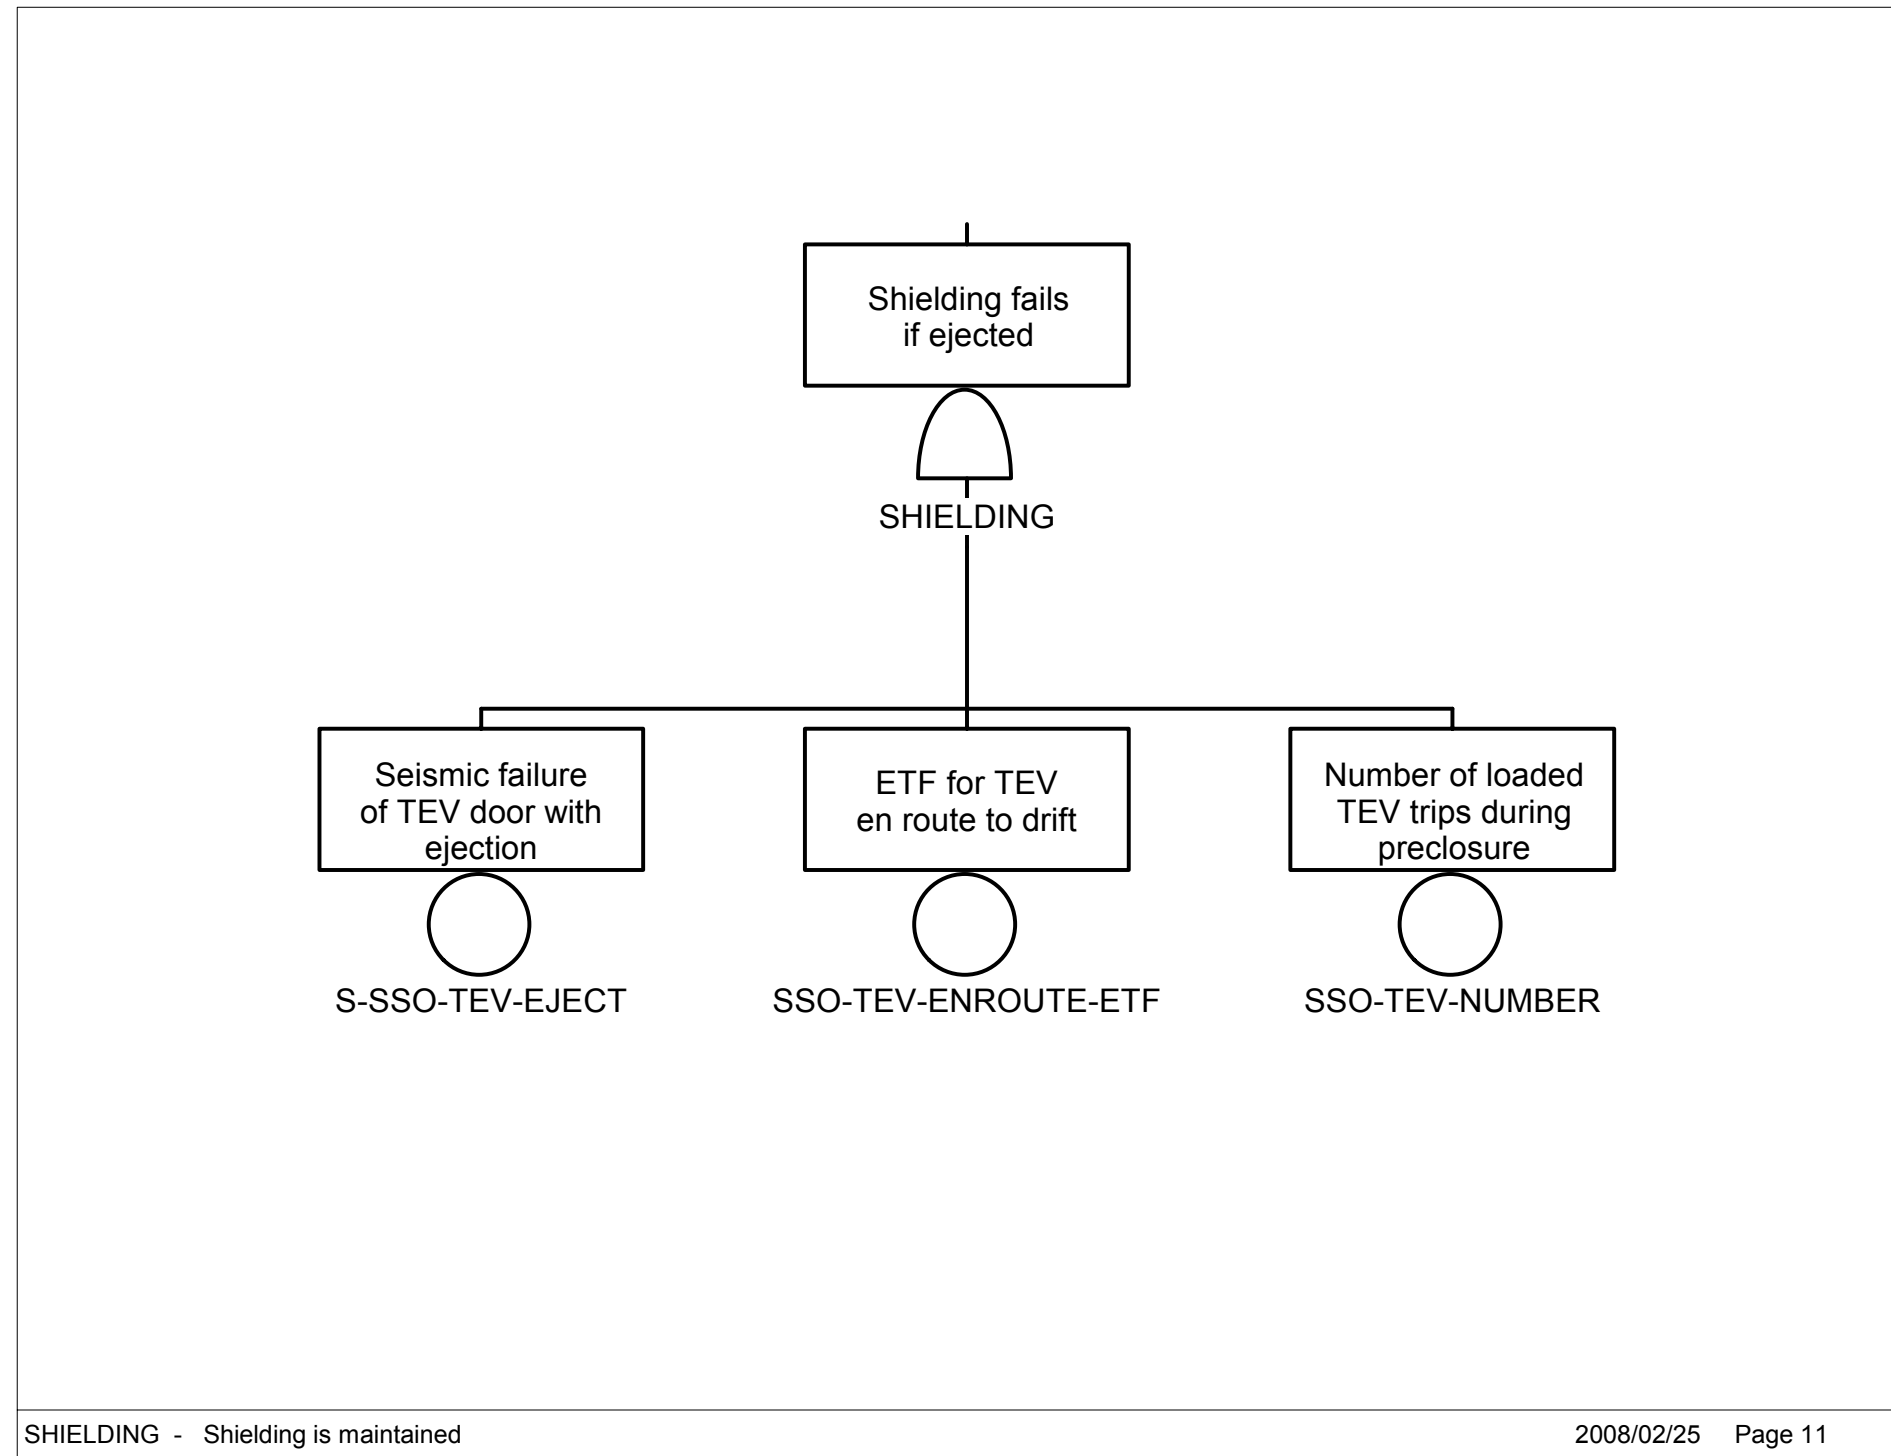 Shielding fails
if ejected
SHIELDING
Seismic failure
of TEV door with
ejection
ETF for TEV
en route to drift
Number of loaded
TEV trips during
preclosure
S-SSO-TEV-EJECT
SSO-TEV-ENROUTE-ETF
SSO-TEV-NUMBER
SHIELDING - Shielding is maintained
2008/02/25 Page 11